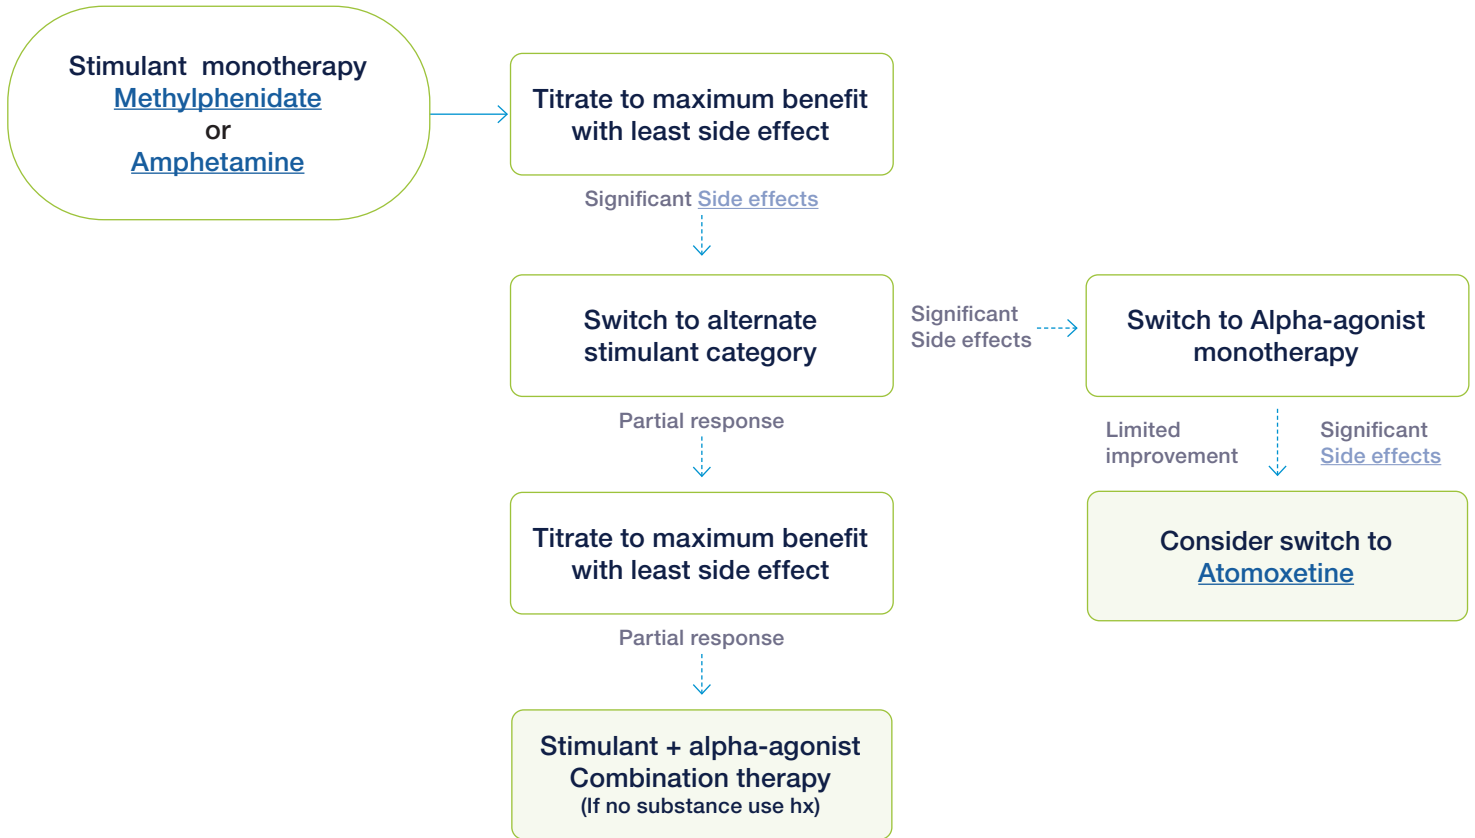 Stimulant monotherapy
Methylphenidate
or
Amphetamine
Titrate to maximum benefit
with least side effect
Significant Side effects
Switch to alternate
stimulant category
Significant
Side effects
Switch to Alpha-agonist
monotherapy
Partial response
Limited
improvement
Significant
Side effects
Titrate to maximum benefit
with least side effect
Consider switch to
Atomoxetine
Partial response
Stimulant + alpha-agonist
Combination therapy
(If no substance use hx)